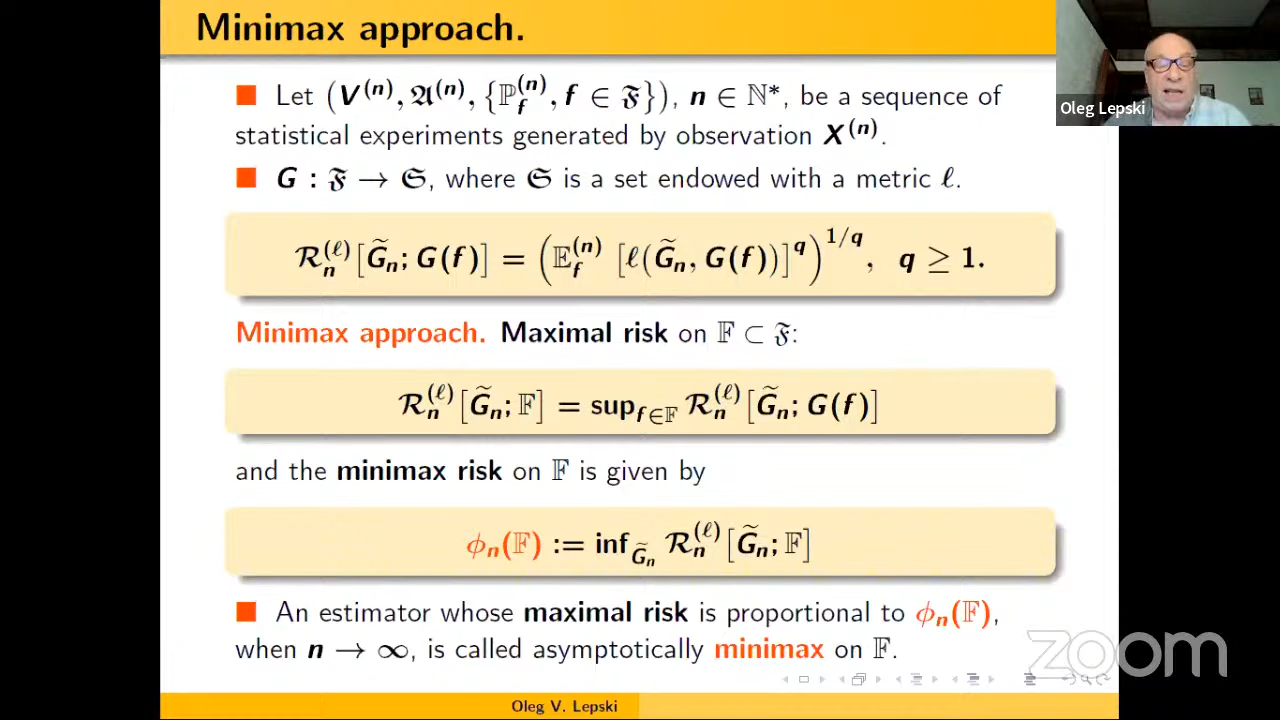 Minimax approach.
■ Let (V⁽ⁿ⁾, 𝔄⁽ⁿ⁾, {ℙ_f⁽ⁿ⁾, f ∈ 𝔉}), n ∈ ℕ*, be a sequence of
statistical experiments generated by observation X⁽ⁿ⁾.
■ G : 𝔉 → 𝔖, where 𝔖 is a set endowed with a metric ℓ.
ℛ_n^(ℓ)[G̃_n; G(f)] = (𝔼_f⁽ⁿ⁾ [ℓ(G̃_n, G(f))]^q)^{1/q}, q ≥ 1.
Minimax approach. Maximal risk on 𝔽 ⊂ 𝔉:
ℛ_n^(ℓ)[G̃_n; 𝔽] = sup_{f∈𝔽} ℛ_n^(ℓ)[G̃_n; G(f)]
and the minimax risk on 𝔽 is given by
ϕ_n(𝔽) := inf_{G̃_n} ℛ_n^(ℓ)[G̃_n; 𝔽]
■ An estimator whose maximal risk is proportional to ϕ_n(𝔽),
when n → ∞, is called asymptotically minimax on 𝔽.
Oleg V. Lepski
Oleg Lepski
zoom